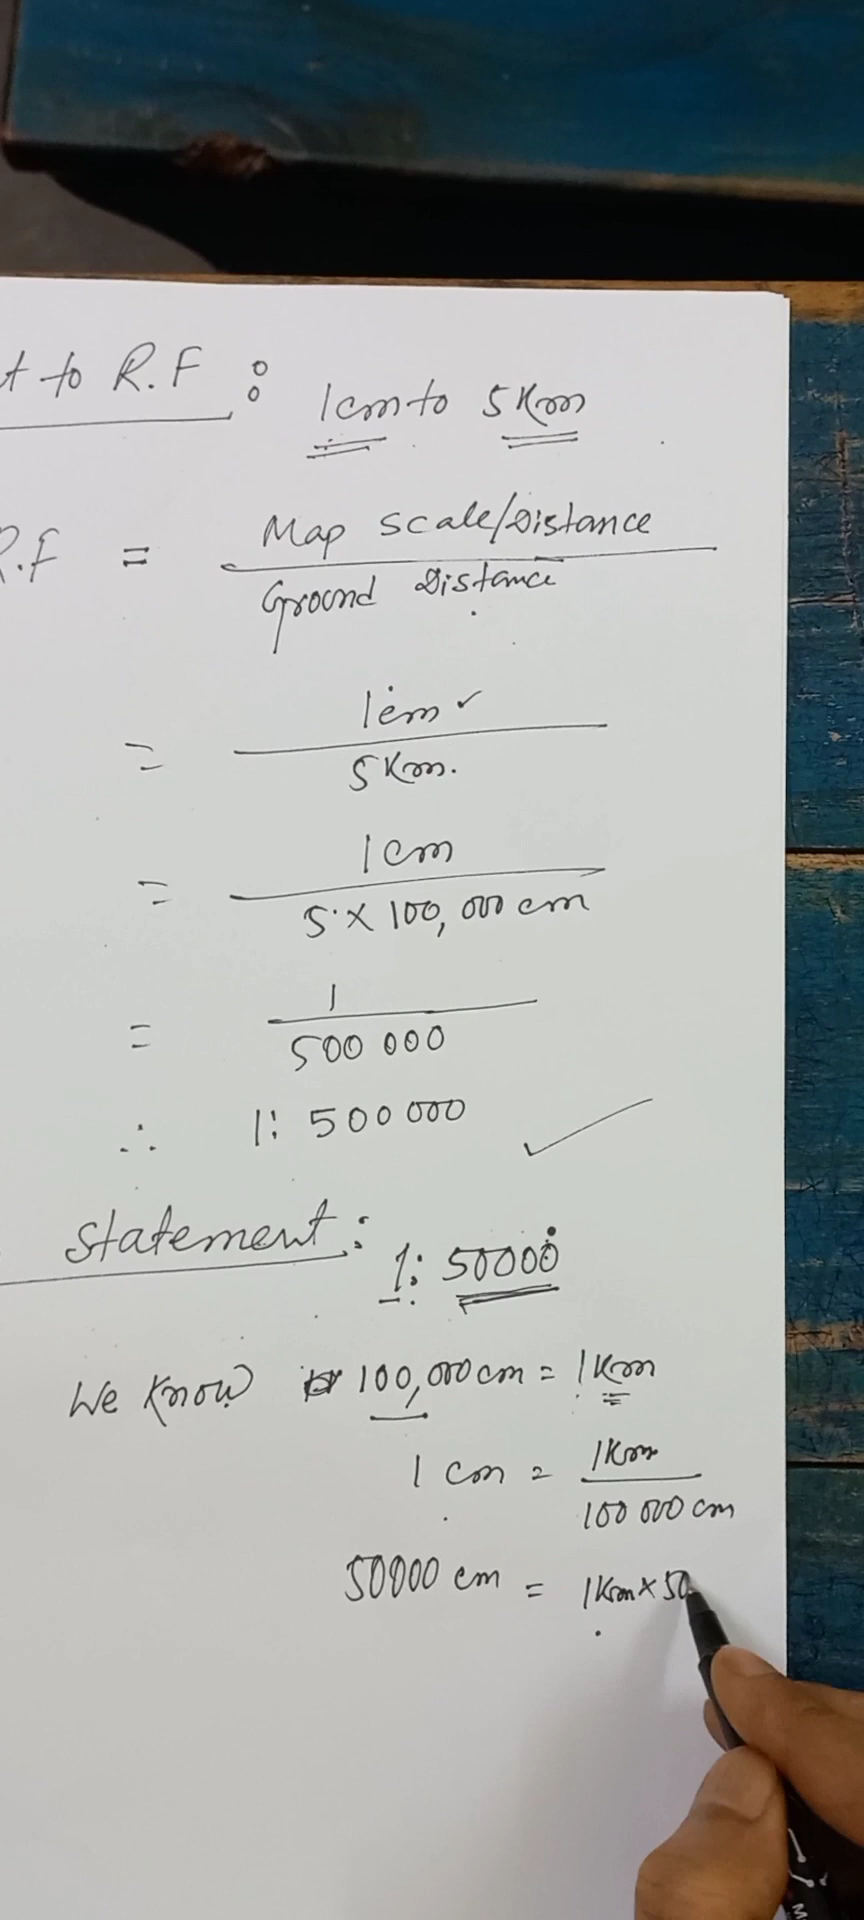 t to R.F : 1cm to 5Km
R.F = Map scale/Distance
Ground Distance
= 1cm
5Km.
= 1cm
5 x 100,000 cm
= 1
500 000
∴ 1: 500 000
Statement: 1: 50000
We know 100,000 cm = 1Km
1 cm = 1Km
100 000 cm
50000 cm = 1Km x 50